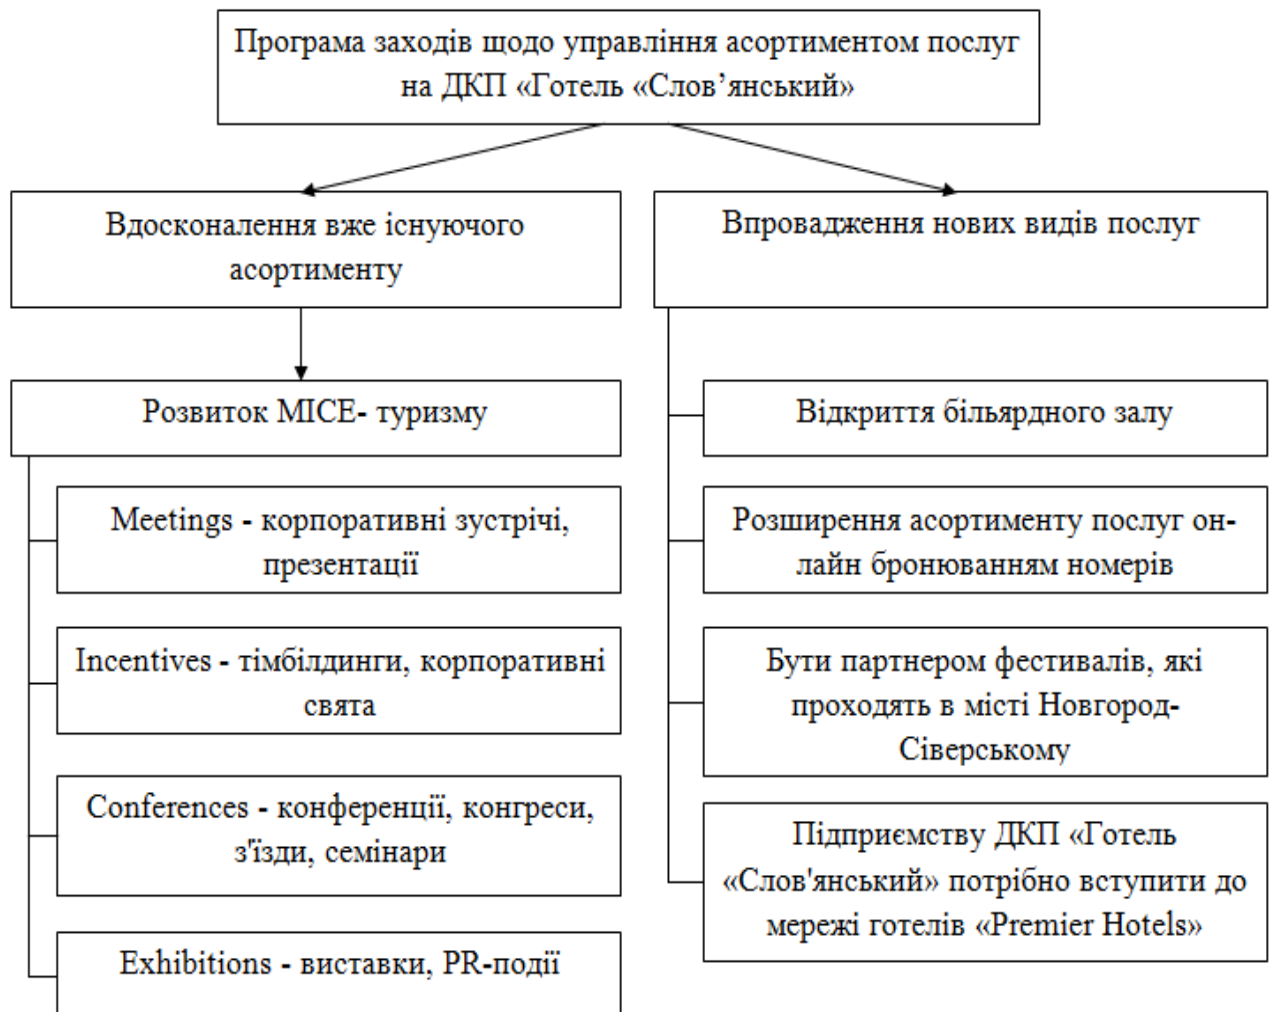 Програма заходів щодо управління асортиментом послуг
на ДКП «Готель «Слов’янський»
Вдосконалення вже існуючого
асортименту
Розвиток MICE- туризму
Meetings - корпоративні зустрічі,
презентації
Incentives - тімбілдинги, корпоративні
свята
Conferences - конференції, конгреси,
з'їзди, семінари
Exhibitions - виставки, PR-події
Впровадження нових видів послуг
Відкриття більярдного залу
Розширення асортименту послуг он-
лайн бронюванням номерів
Бути партнером фестивалів, які
проходять в місті Новгород-
Сіверському
Підприємству ДКП «Готель
«Слов'янський» потрібно вступити до
мережі готелів «Premier Hotels»